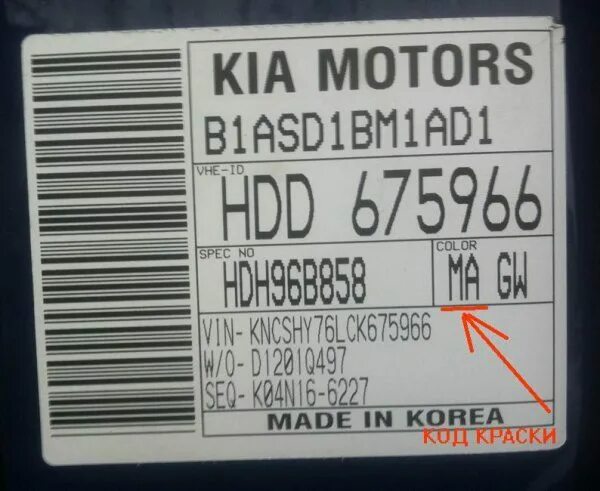 KIA MOTORS
B1ASD1BM1AD1
VHE-ID
HDD 675966
SPEC NO
HDH96B858
COLOR
MA GW
VIN- KNCSHY76LCK675966
W/O- D1201Q497
SEQ- K04N16-6227
MADE IN KOREA
КОД КРАСКИ